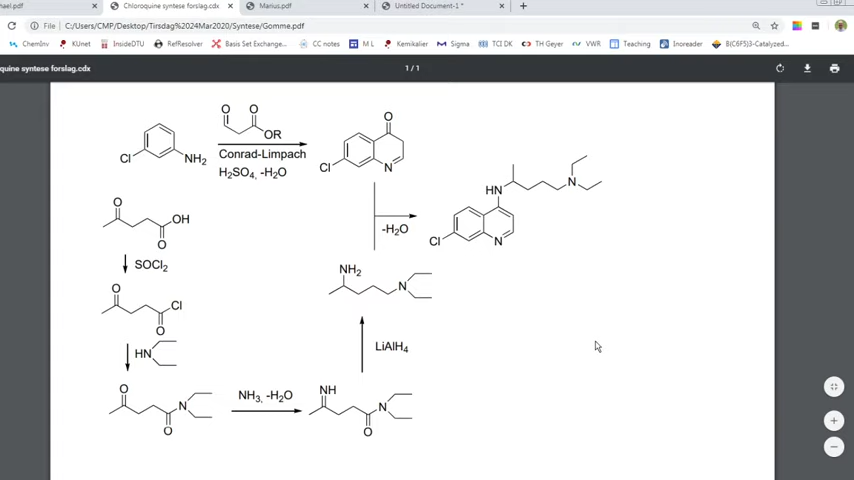 hael.pdf
Chloroquine syntese forslag.cdx
Marius.pdf
Untitled Document-1 *
File
C:/Users/CMP/Desktop/Tirsdag%2024Mar2020/Syntese/Gomme.pdf
ChemInv
KUnet
InsideDTU
RefResolver
Basis Set Exchange...
CC notes
M L
Kemikalier
Sigma
TCI DK
TH Geyer
VWR
Teaching
Inoreader
B(C6F5)3-Catalyzed...
quine syntese forslag.cdx
1/1
O O
OR
Cl
NH2
Conrad-Limpach
H2SO4, -H2O
O
Cl
N
HN
N
Cl
N
-H2O
O
OH
O
SOCl2
NH2
N
O
Cl
O
LiAlH4
HN
O
N
O
NH3, -H2O
NH
N
O